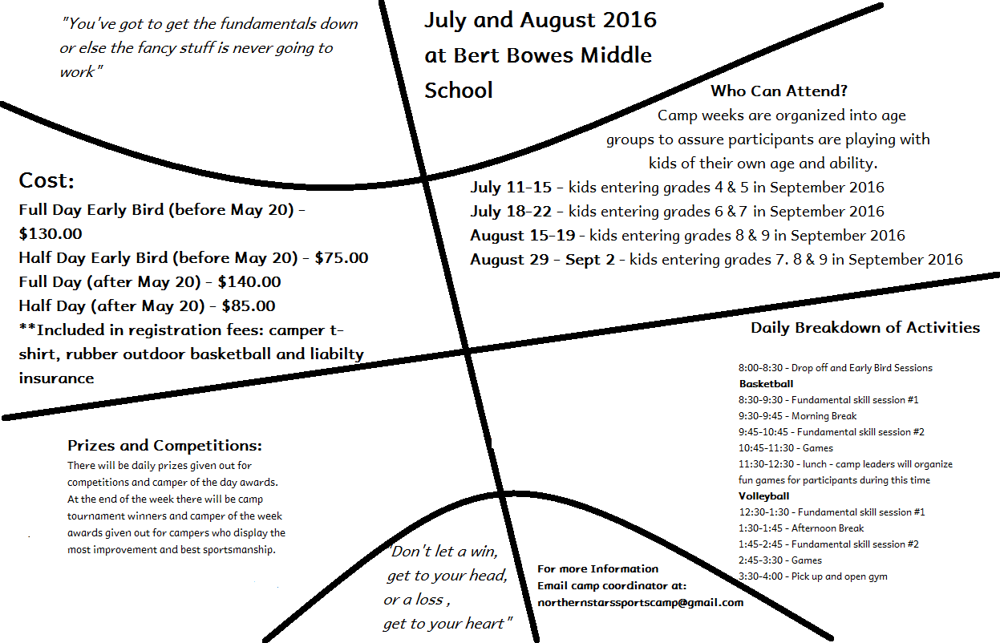 "You've got to get the fundamentals down
or else the fancy stuff is never going to
work"
July and August 2016
at Bert Bowes Middle
School
Who Can Attend?
Camp weeks are organized into age
groups to assure participants are playing with
kids of their own age and ability.
July 11-15 - kids entering grades 4 & 5 in September 2016
July 18-22 - kids entering grades 6 & 7 in September 2016
August 15-19 - kids entering grades 8 & 9 in September 2016
August 29 - Sept 2 - kids entering grades 7. 8 & 9 in September 2016
Cost:
Full Day Early Bird (before May 20) -
$130.00
Half Day Early Bird (before May 20) - $75.00
Full Day (after May 20) - $140.00
Half Day (after May 20) - $85.00
**Included in registration fees: camper t-
shirt, rubber outdoor basketball and liabilty
insurance
Daily Breakdown of Activities
8:00-8:30 - Drop off and Early Bird Sessions
Basketball
8:30-9:30 - Fundamental skill session #1
9:30-9:45 - Morning Break
9:45-10:45 - Fundamental skill session #2
10:45-11:30 - Games
11:30-12:30 - lunch - camp leaders will organize
fun games for participants during this time
Volleyball
12:30-1:30 - Fundamental skill session #1
1:30-1:45 - Afternoon Break
1:45-2:45 - Fundamental skill session #2
2:45-3:30 - Games
3:30-4:00 - Pick up and open gym
Prizes and Competitions:
There will be daily prizes given out for
competitions and camper of the day awards.
At the end of the week there will be camp
tournament winners and camper of the week
awards given out for campers who display the
most improvement and best sportsmanship.
"Don't let a win,
get to your head,
or a loss ,
get to your heart"
For more Information
Email camp coordinator at:
northernstarssportscamp@gmail.com